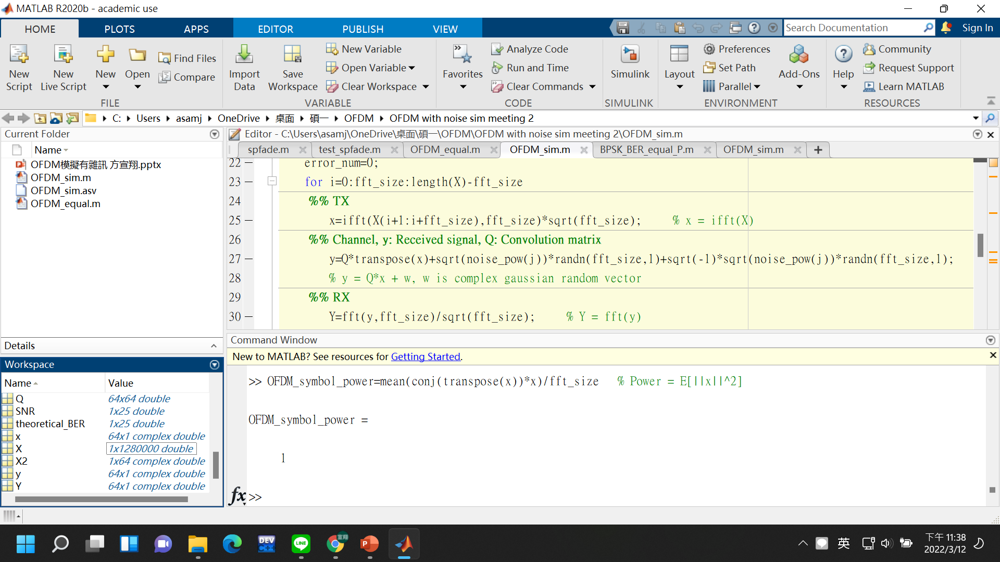 MATLAB R2020b - academic use
HOME PLOTS APPS EDITOR PUBLISH VIEW
Search Documentation
Sign In
New Script
New Live Script
New
Open
Find Files
Compare
FILE
Import Data
Save Workspace
New Variable
Open Variable
Clear Workspace
VARIABLE
Favorites
Analyze Code
Run and Time
Clear Commands
CODE
Simulink
SIMULINK
Layout
Preferences
Set Path
Parallel
Add-Ons
ENVIRONMENT
Help
Community
Request Support
Learn MATLAB
RESOURCES
C: Users asamj OneDrive 桌面 碩一 OFDM OFDM with noise sim meeting 2
Current Folder
Name
OFDM模擬有雜訊 方宣翔.pptx
OFDM_sim.m
OFDM_sim.asv
OFDM_equal.m
Details
Workspace
Name Value
Q 64x64 double
SNR 1x25 double
theoretical_BER 1x25 double
x 64x1 complex double
X 1x1280000 double
X2 1x64 complex double
y 64x1 complex double
Y 64x1 complex double
Editor - C:\Users\asamj\OneDrive\桌面\碩一\OFDM\OFDM with noise sim meeting 2\OFDM_sim.m
spfade.m test_spfade.m OFDM_equal.m OFDM_sim.m BPSK_BER_equal_P.m OFDM_sim.m
22 error_num=0;
23 for i=0:fft_size:length(X)-fft_size
24 %% TX
25 x=ifft(X(i+1:i+fft_size),fft_size)*sqrt(fft_size); % x = ifft(X)
26 %% Channel, y: Received signal, Q: Convolution matrix
27 y=Q*transpose(x)+sqrt(noise_pow(j))*randn(fft_size,1)+sqrt(-1)*sqrt(noise_pow(j))*randn(fft_size,1);
28 % y = Q*x + w, w is complex gaussian random vector
29 %% RX
30 Y=fft(y,fft_size)/sqrt(fft_size); % Y = fft(y)
Command Window
New to MATLAB? See resources for Getting Started.
>> OFDM_symbol_power=mean(conj(transpose(x))*x)/fft_size % Power = E[||x||^2]
OFDM_symbol_power =
1
fx >>
DEV C++
LINE
宣翔
英
下午 11:38
2022/3/12